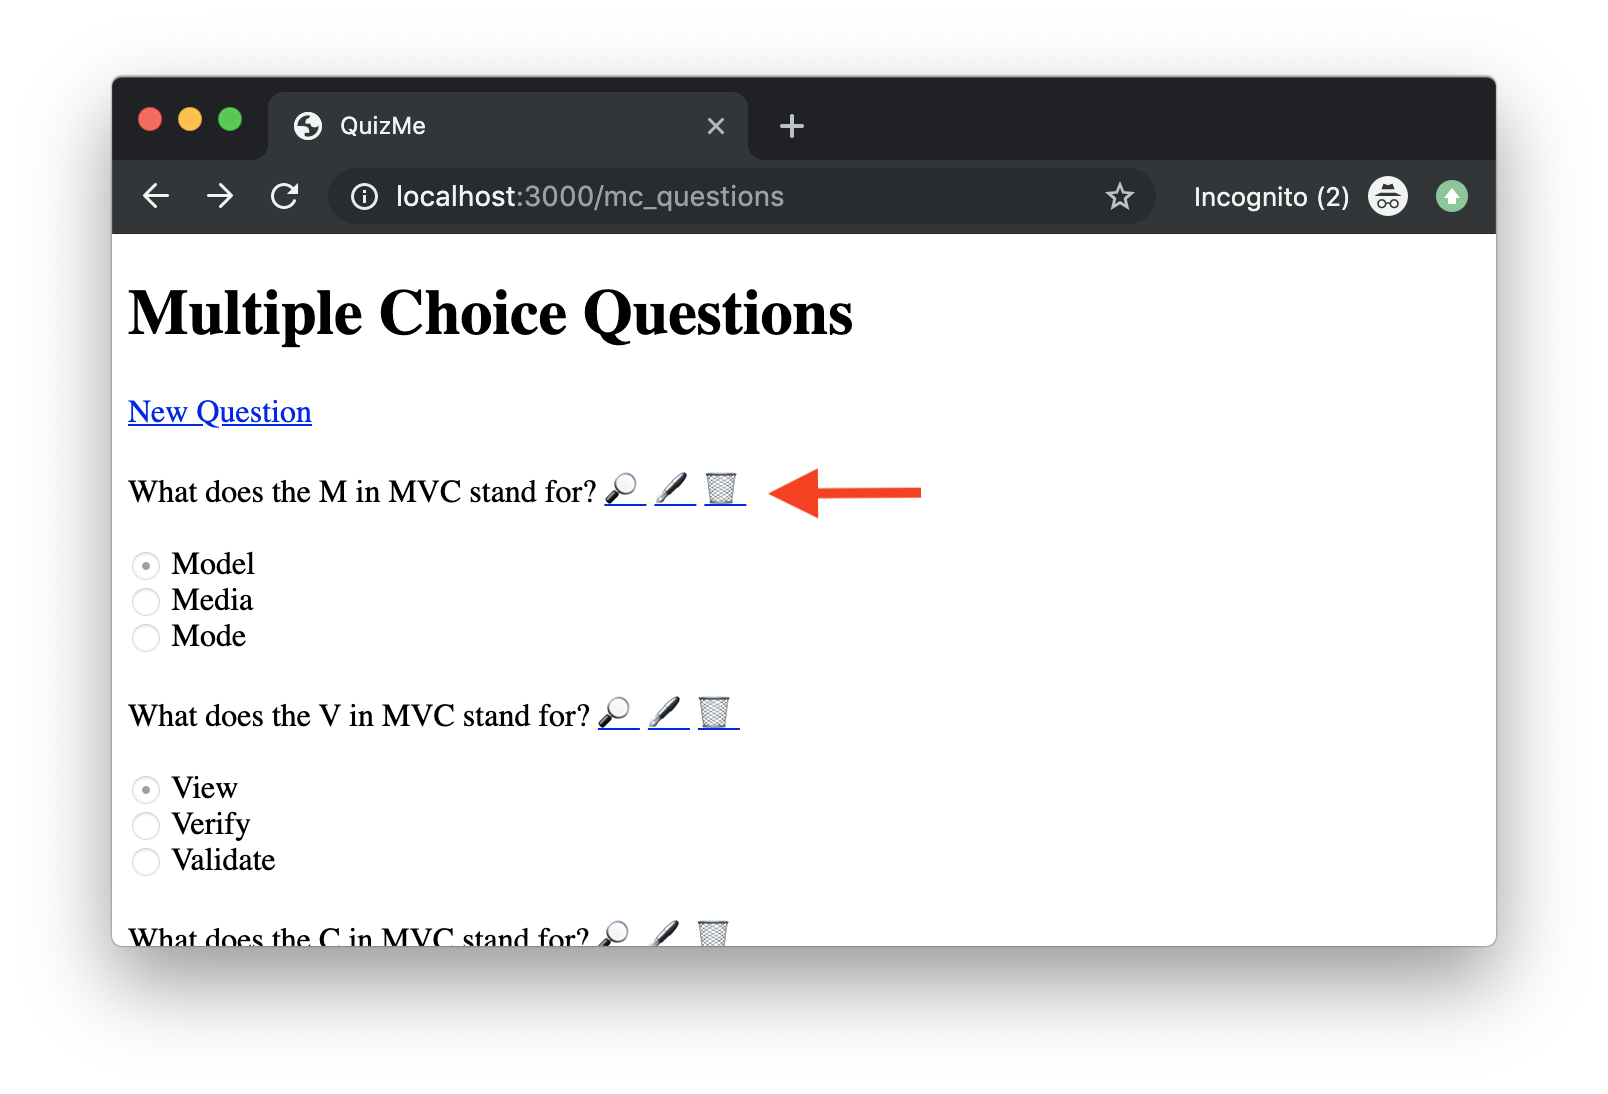 QuizMe
localhost:3000/mc_questions
Incognito (2)
Multiple Choice Questions
New Question
What does the M in MVC stand for?
Model
Media
Mode
What does the V in MVC stand for?
View
Verify
Validate
What does the C in MVC stand for?